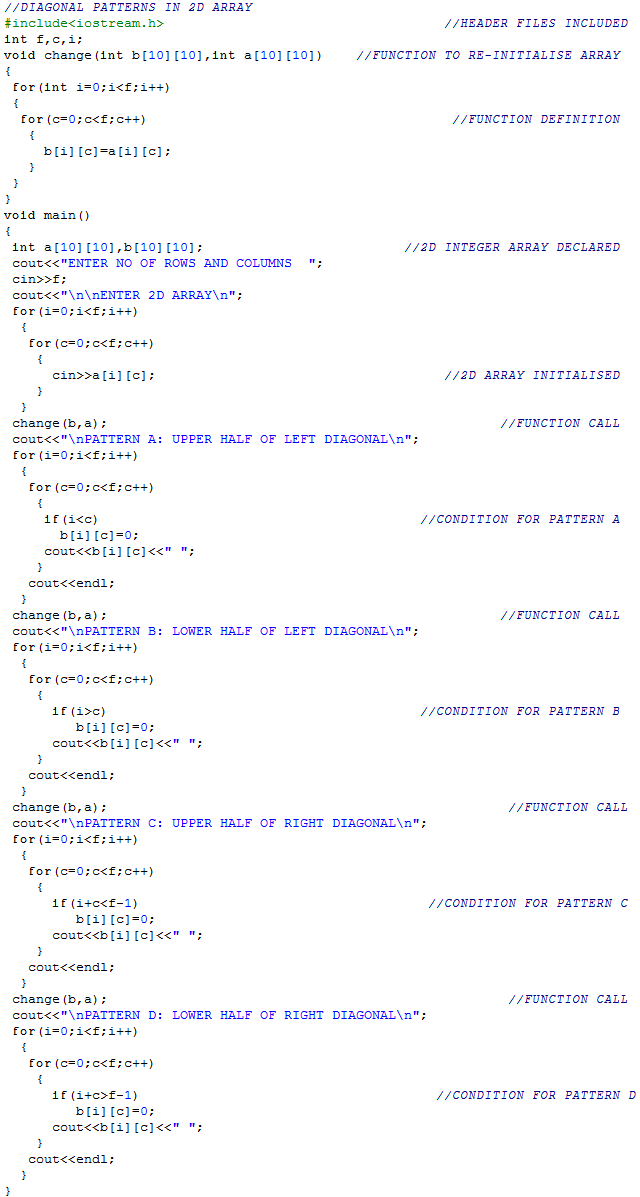 //DIAGONAL PATTERNS IN 2D ARRAY
#include<iostream.h> //HEADER FILES INCLUDED
int f,c,i;
void change(int b[10][10],int a[10][10]) //FUNCTION TO RE-INITIALISE ARRAY
{
for(int i=0;i<f;i++)
{
for(c=0;c<f;c++) //FUNCTION DEFINITION
{
b[i][c]=a[i][c];
}
}
}
void main()
{
int a[10][10],b[10][10]; //2D INTEGER ARRAY DECLARED
cout<<"ENTER NO OF ROWS AND COLUMNS  ";
cin>>f;
cout<<"\n\nENTER 2D ARRAY\n";
for(i=0;i<f;i++)
{
for(c=0;c<f;c++)
{
cin>>a[i][c]; //2D ARRAY INITIALISED
}
}
change(b,a); //FUNCTION CALL
cout<<"\nPATTERN A: UPPER HALF OF LEFT DIAGONAL\n";
for(i=0;i<f;i++)
{
for(c=0;c<f;c++)
{
if(i<c) //CONDITION FOR PATTERN A
b[i][c]=0;
cout<<b[i][c]<<" ";
}
cout<<endl;
}
change(b,a); //FUNCTION CALL
cout<<"\nPATTERN B: LOWER HALF OF LEFT DIAGONAL\n";
for(i=0;i<f;i++)
{
for(c=0;c<f;c++)
{
if(i>c) //CONDITION FOR PATTERN B
b[i][c]=0;
cout<<b[i][c]<<" ";
}
cout<<endl;
}
change(b,a); //FUNCTION CALL
cout<<"\nPATTERN C: UPPER HALF OF RIGHT DIAGONAL\n";
for(i=0;i<f;i++)
{
for(c=0;c<f;c++)
{
if(i+c<f-1) //CONDITION FOR PATTERN C
b[i][c]=0;
cout<<b[i][c]<<" ";
}
cout<<endl;
}
change(b,a); //FUNCTION CALL
cout<<"\nPATTERN D: LOWER HALF OF RIGHT DIAGONAL\n";
for(i=0;i<f;i++)
{
for(c=0;c<f;c++)
{
if(i+c>f-1) //CONDITION FOR PATTERN D
b[i][c]=0;
cout<<b[i][c]<<" ";
}
cout<<endl;
}
}